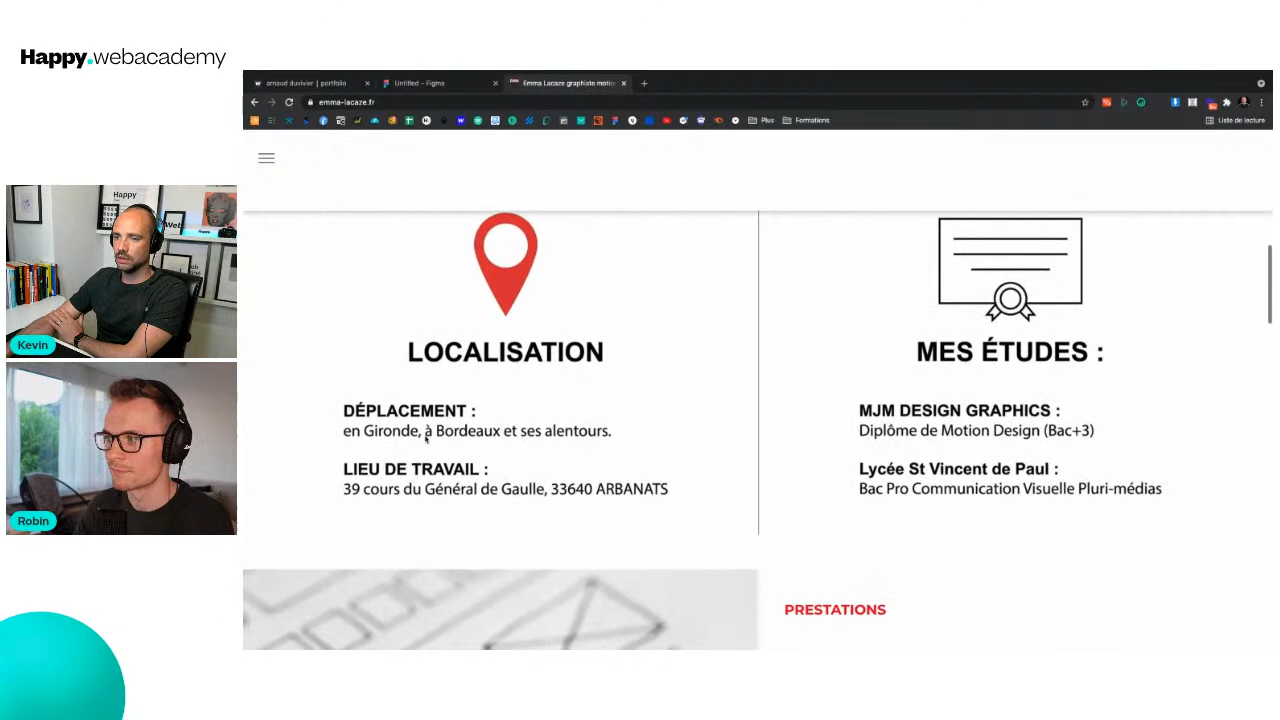 Happy.webacademy
arnaud duvivier | portfolio
Untitled – Figma
Emma Lacaze graphiste motio
emma-lacaze.fr
Plus
Formations
Liste de lecture
Happy
Web
Kevin
Robin
LOCALISATION
DÉPLACEMENT :
en Gironde, à Bordeaux et ses alentours.
LIEU DE TRAVAIL :
39 cours du Général de Gaulle, 33640 ARBANATS
MES ÉTUDES :
MJM DESIGN GRAPHICS :
Diplôme de Motion Design (Bac+3)
Lycée St Vincent de Paul :
Bac Pro Communication Visuelle Pluri-médias
PRESTATIONS